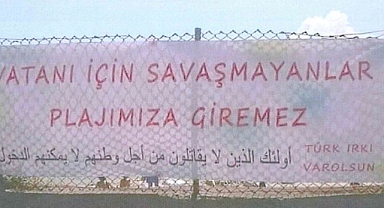 VATANI İÇİN SAVAŞMAYANLAR
PLAJIMIZA GİREMEZ
أولئك الذين لا يقاتلون من أجل وطنهم لا يمكنهم الدخول
TÜRK IRKI
VAROLSUN